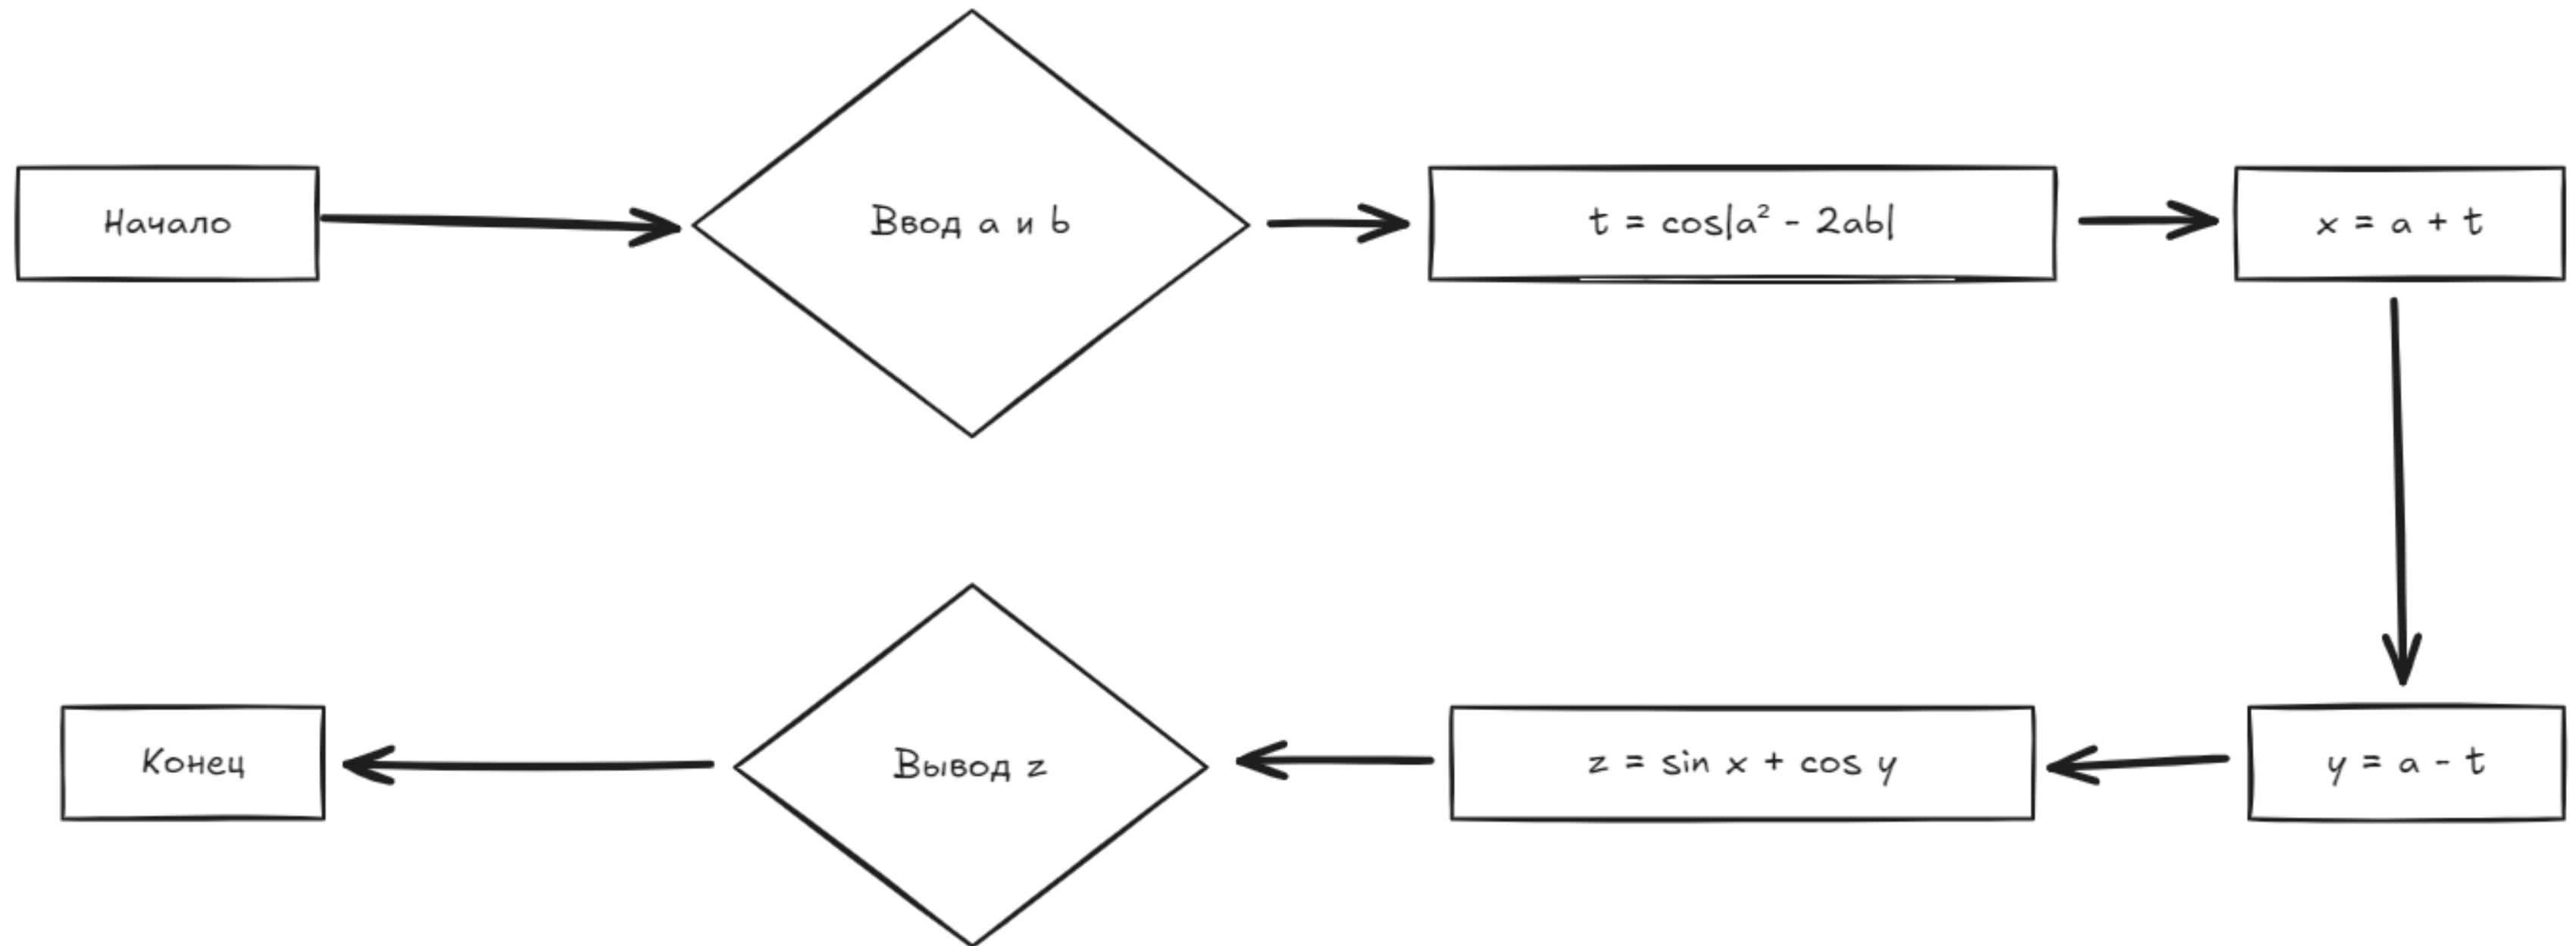 Начало
Ввод a и b
t = cos|a² - 2ab|
x = a + t
y = a - t
z = sin x + cos y
Вывод z
Конец